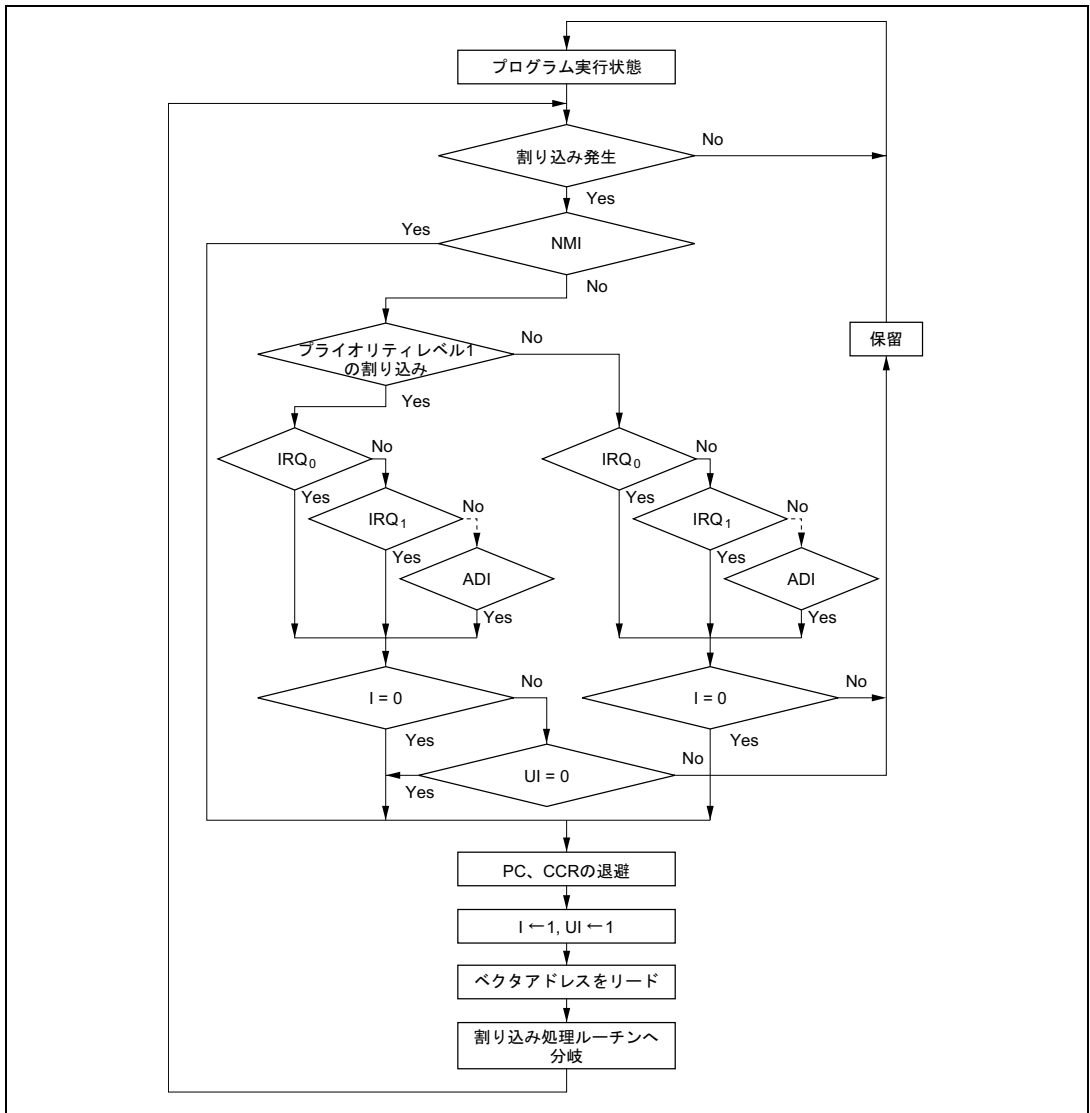 プログラム実行状態
割り込み発生
No
Yes
Yes
NMI
No
プライオリティレベル1
の割り込み
No
保留
Yes
IRQ0
No
IRQ0
No
Yes
IRQ1
No
Yes
IRQ1
No
Yes
ADI
Yes
ADI
Yes
Yes
I = 0
No
I = 0
No
Yes
Yes
UI = 0
No
Yes
PC、CCRの退避
I ←1, UI ←1
ベクタアドレスをリード
割り込み処理ルーチンへ
分岐